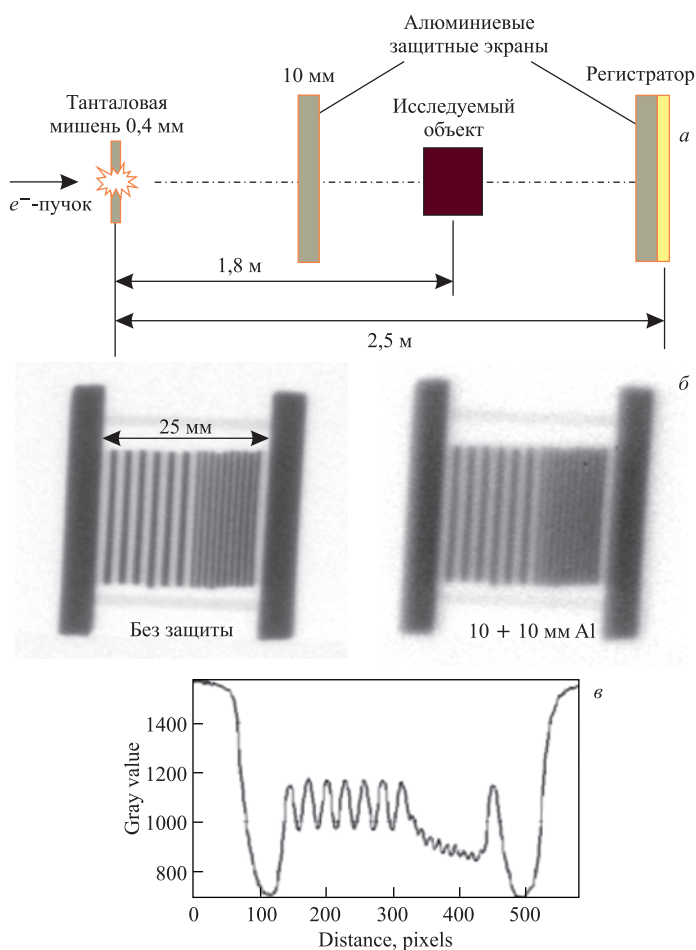 Алюминиевые
защитные экраны
10 мм
Регистратор
Танталовая
мишень 0,4 мм
Исследуемый
объект
а
e⁻-пучок
1,8 м
2,5 м
б
25 мм
Без защиты
10 + 10 мм Al
в
1400
1200
1000
800
Gray value
0 100 200 300 400 500
Distance, pixels